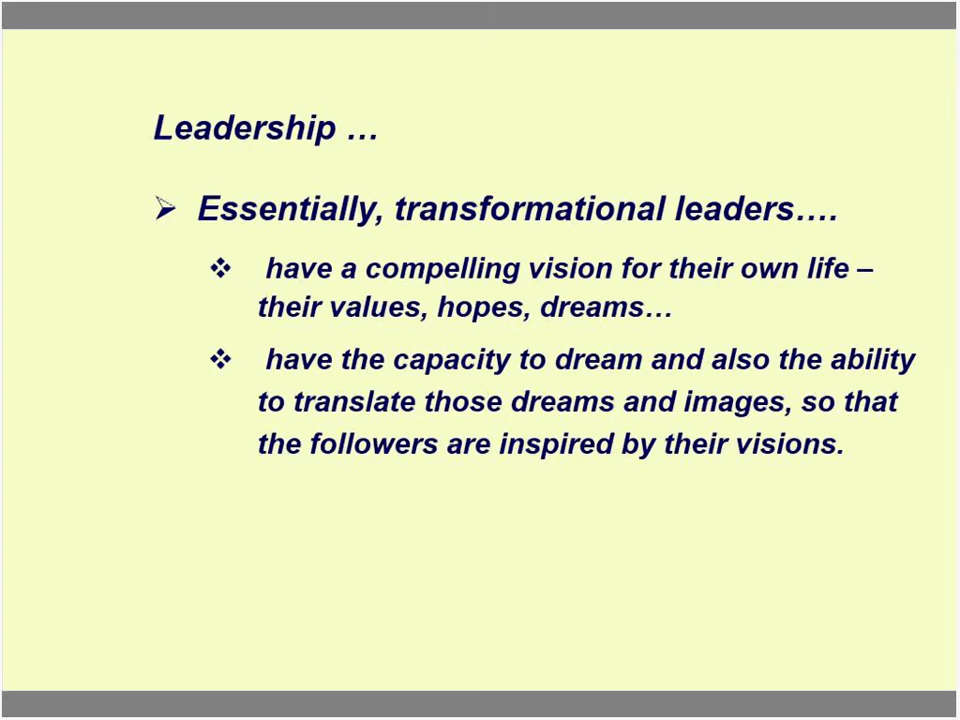 Leadership …
➢ Essentially, transformational leaders….
❖ have a compelling vision for their own life –
their values, hopes, dreams…
❖ have the capacity to dream and also the ability
to translate those dreams and images, so that
the followers are inspired by their visions.